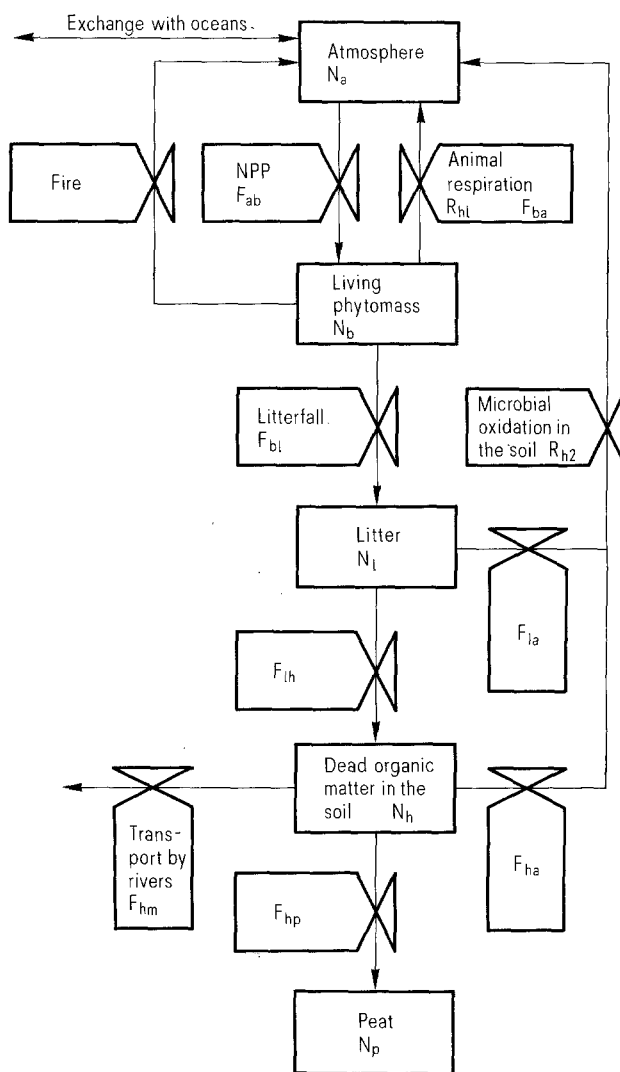 Exchange with oceans
Atmosphere
Nₐ
Fire
NPP
F_ab
Animal
respiration
R_hl F_ba
Living
phytomass
N_b
Litterfall
F_bl
Microbial
oxidation in
the soil R_h2
Litter
N_l
F_la
F_lh
Dead organic
matter in the
soil N_h
Trans-
port by
rivers
F_hm
F_ha
F_hp
Peat
N_p